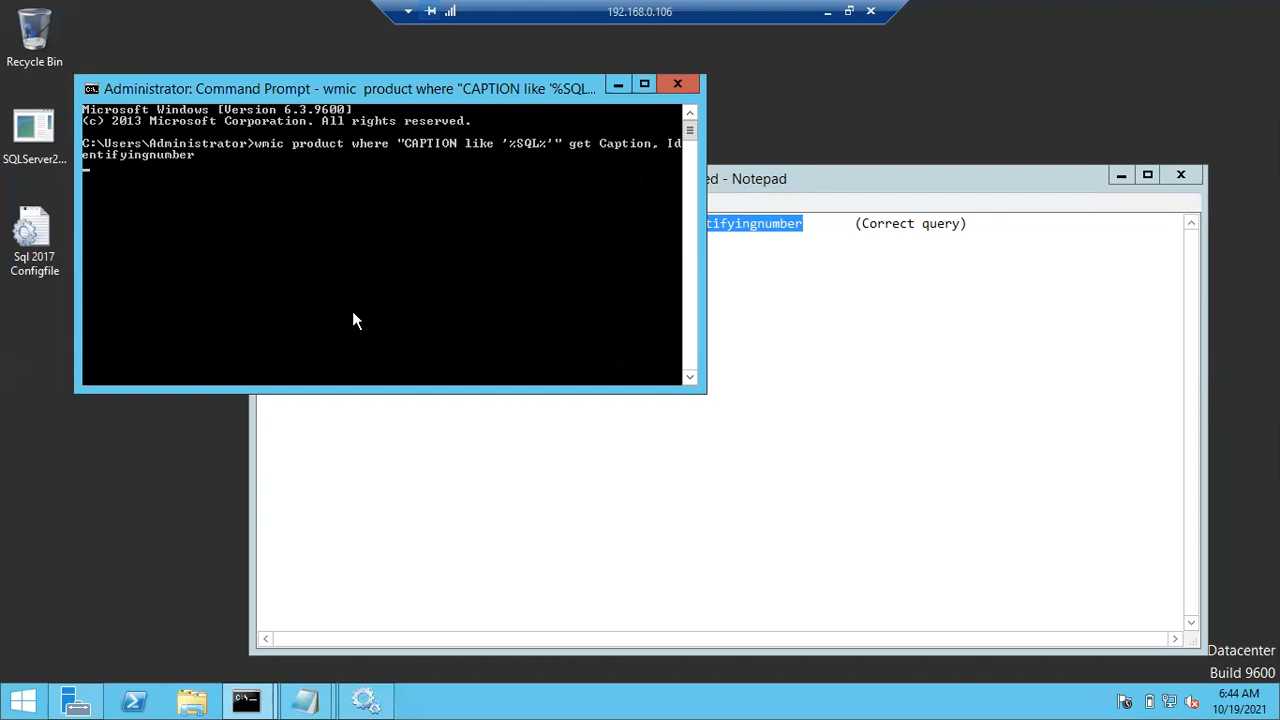 192.168.0.106
Recycle Bin
SQLServer2...
Sql 2017
Configfile
Administrator: Command Prompt - wmic  product where "CAPTION like '%SQL...
Microsoft Windows [Version 6.3.9600]
(c) 2013 Microsoft Corporation. All rights reserved.
C:\Users\Administrator>wmic product where "CAPTION like '%SQL%'" get Caption, Id
entifyingnumber
ed - Notepad
tifyingnumber (Correct query)
Datacenter
Build 9600
6:44 AM
10/19/2021